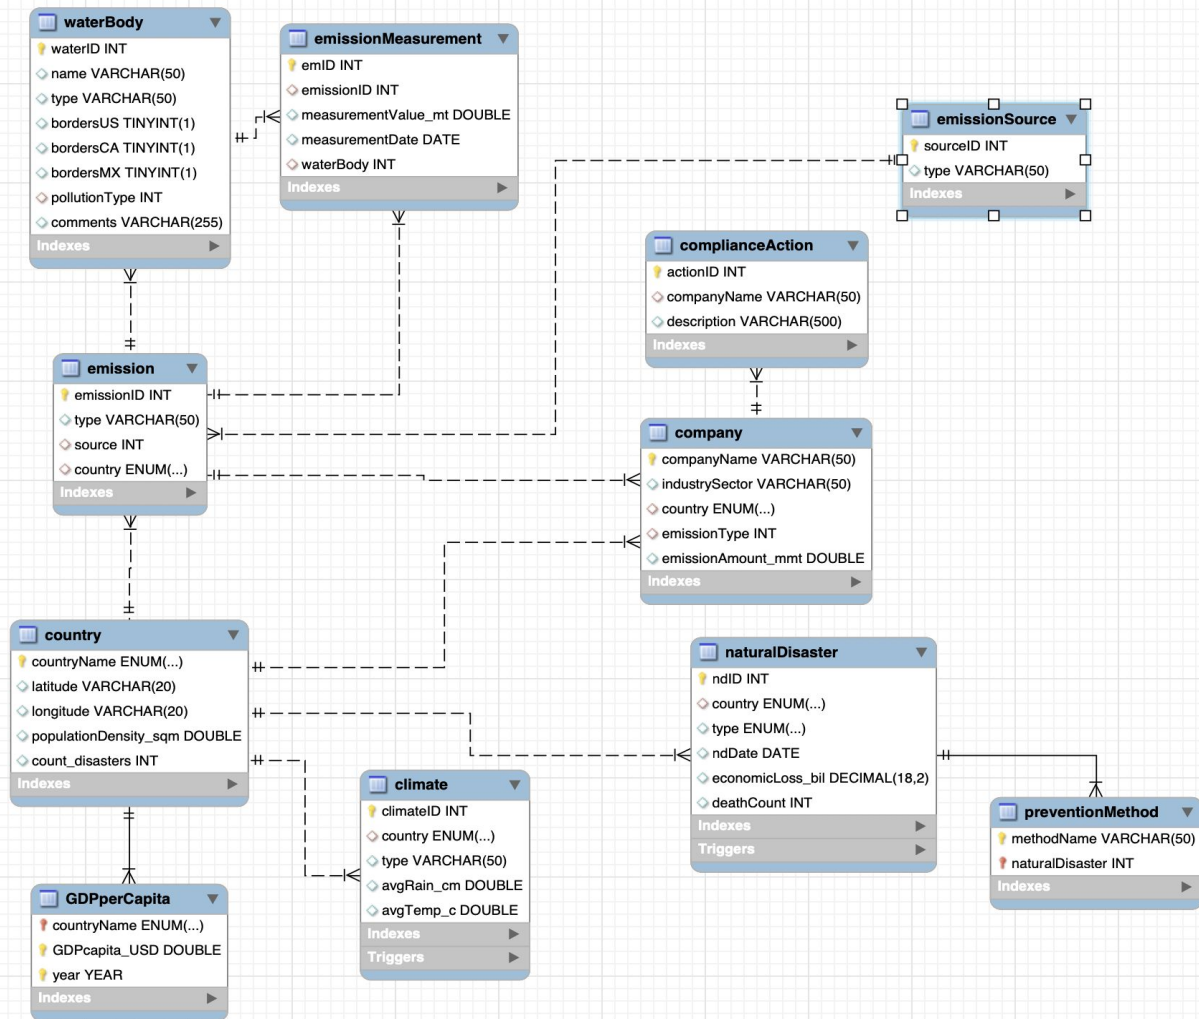 waterBody
waterID INT
name VARCHAR(50)
type VARCHAR(50)
bordersUS TINYINT(1)
bordersCA TINYINT(1)
bordersMX TINYINT(1)
pollutionType INT
comments VARCHAR(255)
Indexes
emissionMeasurement
emID INT
emissionID INT
measurementValue_mt DOUBLE
measurementDate DATE
waterBody INT
Indexes
emissionSource
sourceID INT
type VARCHAR(50)
Indexes
complianceAction
actionID INT
companyName VARCHAR(50)
description VARCHAR(500)
Indexes
emission
emissionID INT
type VARCHAR(50)
source INT
country ENUM(...)
Indexes
company
companyName VARCHAR(50)
industrySector VARCHAR(50)
country ENUM(...)
emissionType INT
emissionAmount_mmt DOUBLE
Indexes
country
countryName ENUM(...)
latitude VARCHAR(20)
longitude VARCHAR(20)
populationDensity_sqm DOUBLE
count_disasters INT
Indexes
naturalDisaster
ndID INT
country ENUM(...)
type ENUM(...)
ndDate DATE
economicLoss_bil DECIMAL(18,2)
deathCount INT
Indexes
Triggers
climate
climateID INT
country ENUM(...)
type VARCHAR(50)
avgRain_cm DOUBLE
avgTemp_c DOUBLE
Indexes
Triggers
preventionMethod
methodName VARCHAR(50)
naturalDisaster INT
Indexes
GDPperCapita
countryName ENUM(...)
GDPcapita_USD DOUBLE
year YEAR
Indexes